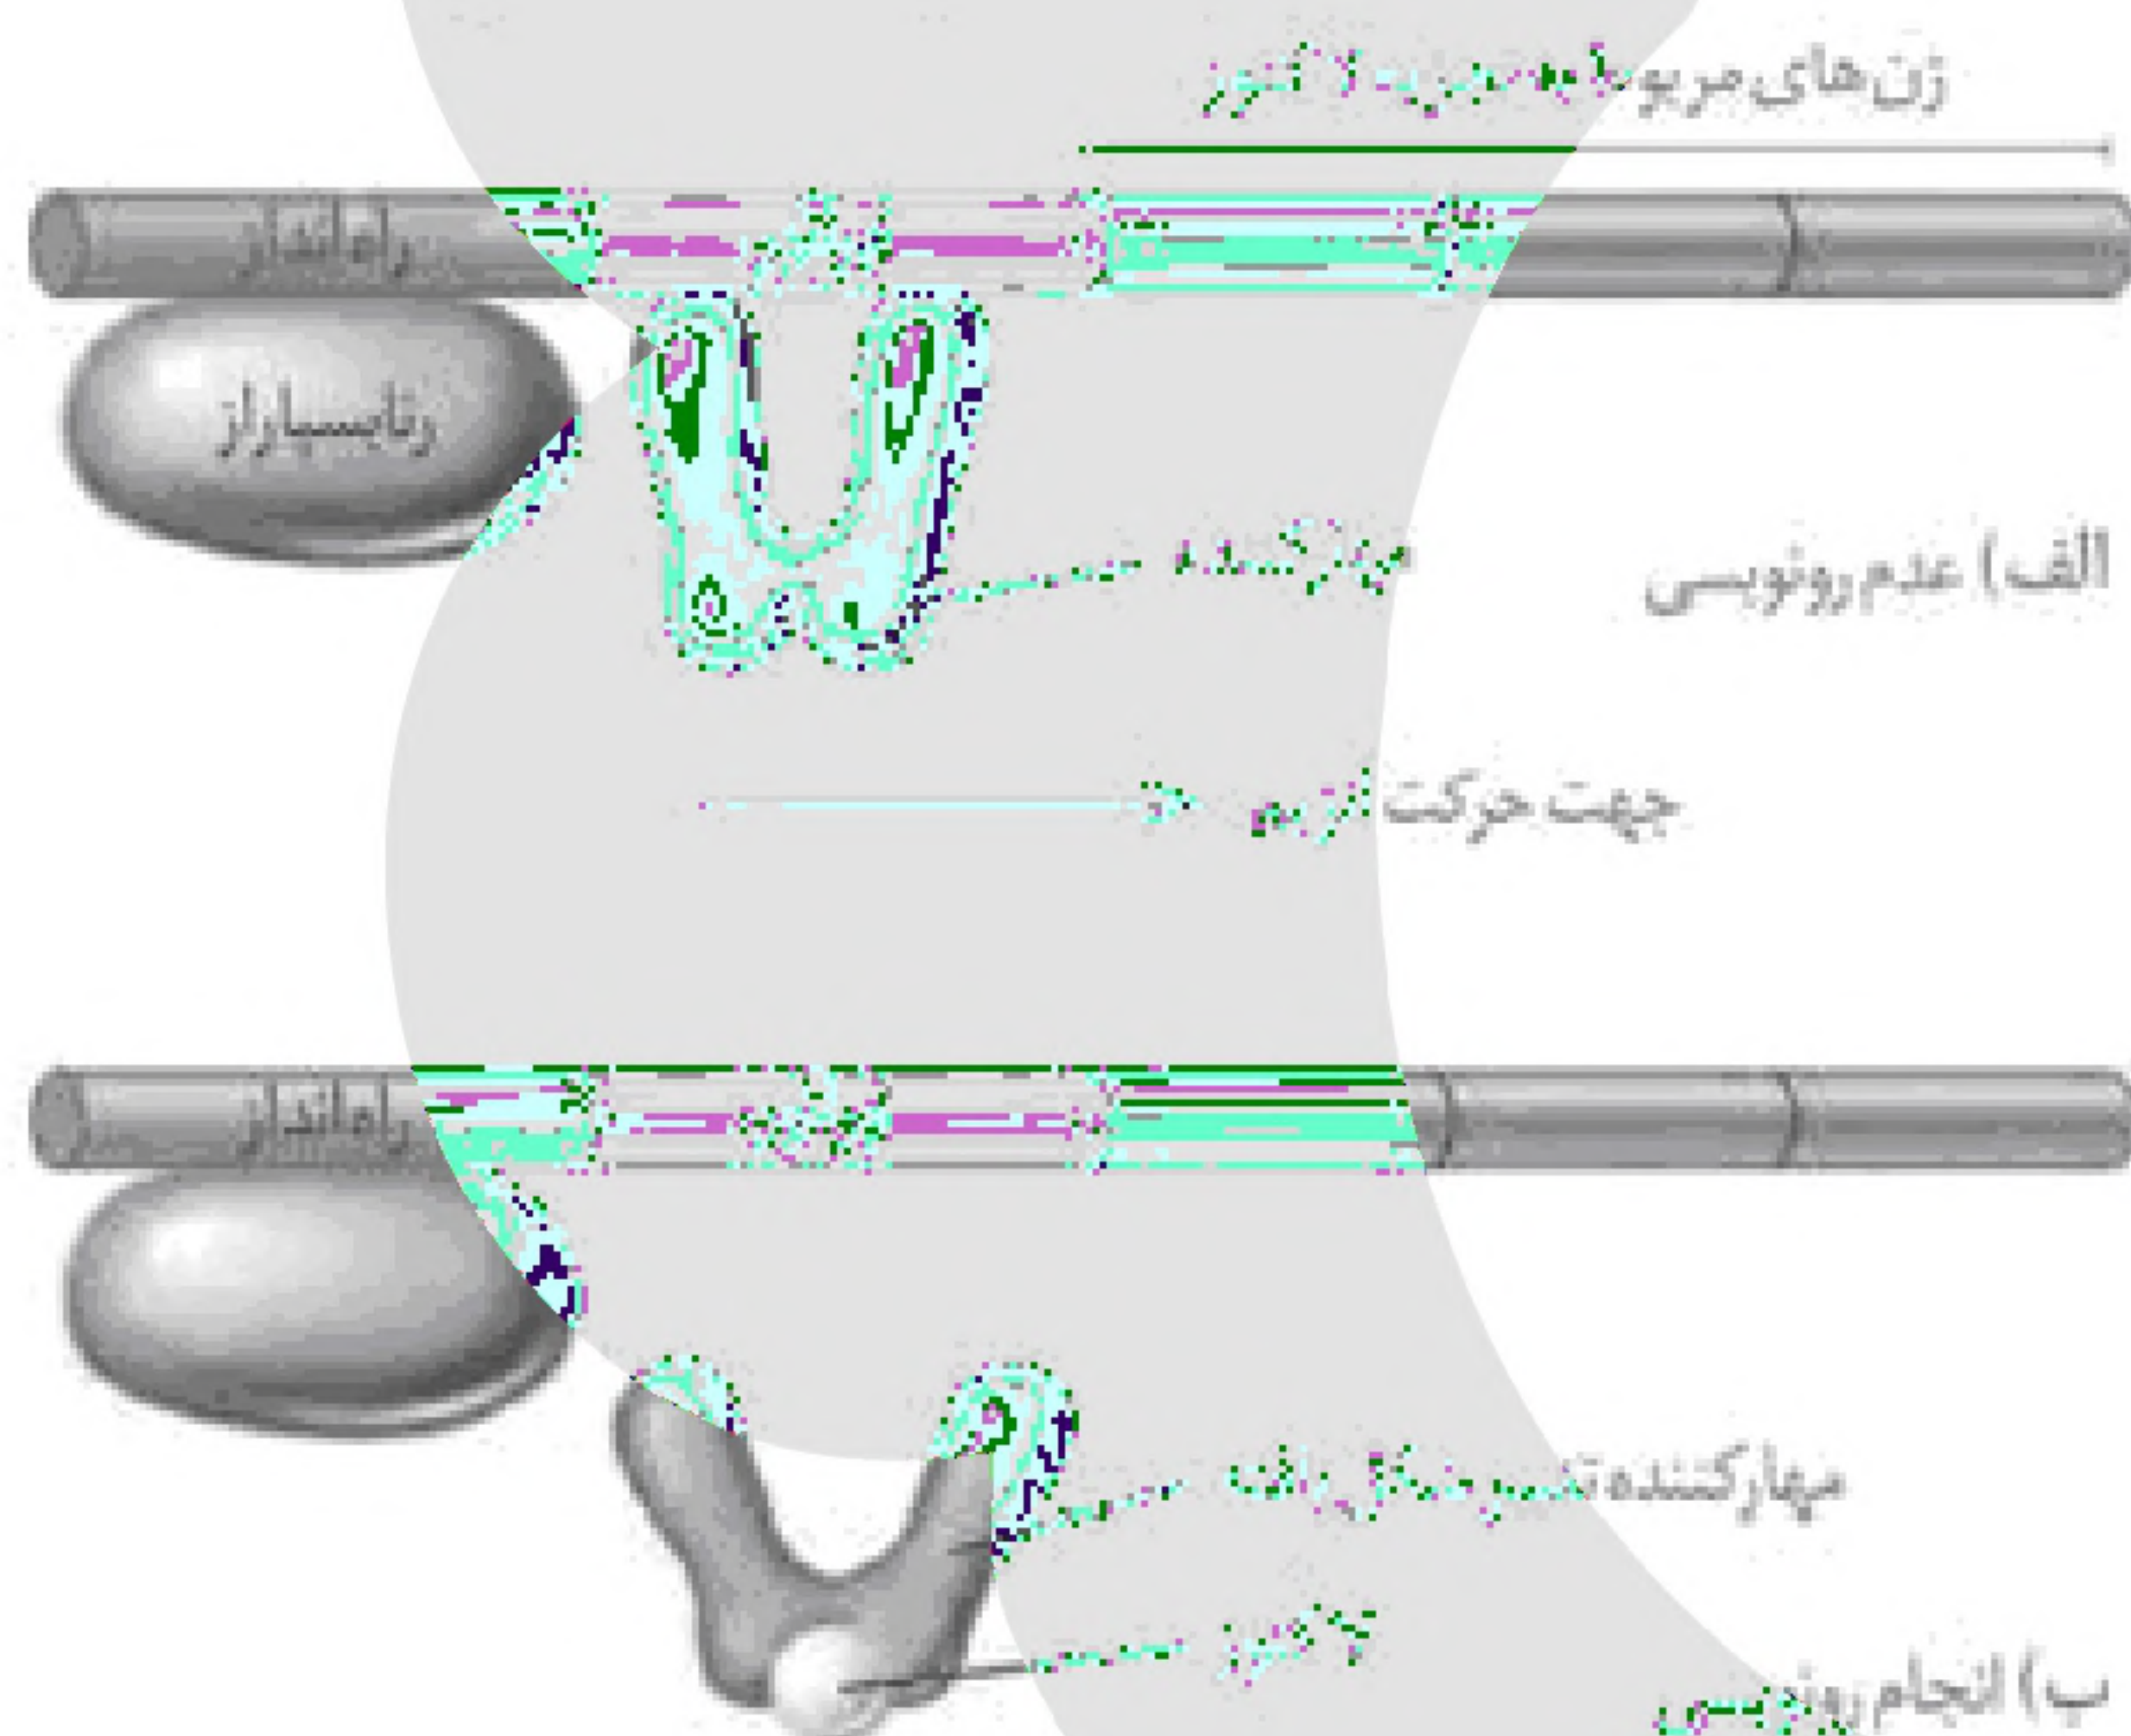 ژن‌های مربوط به تجزیه لاکتوز
راه‌انداز
رنابسپاراز
مهارکننده
الف) عدم رونویسی
جهت حرکت آنزیم
راه‌انداز
مهارکننده تغییر شکل یافته
لاکتوز
ب) انجام رونویسی